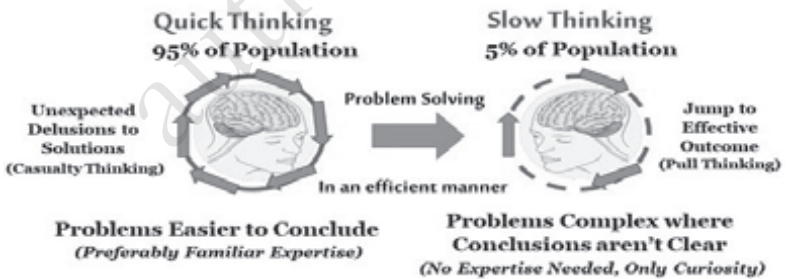 Quick Thinking
95% of Population
Unexpected
Delusions to
Solutions
(Casualty Thinking)
Problems Easier to Conclude
(Preferably Familiar Expertise)
Problem Solving
In an efficient manner
Slow Thinking
5% of Population
Jump to
Effective
Outcome
(Pull Thinking)
Problems Complex where
Conclusions aren't Clear
(No Expertise Needed, Only Curiosity)